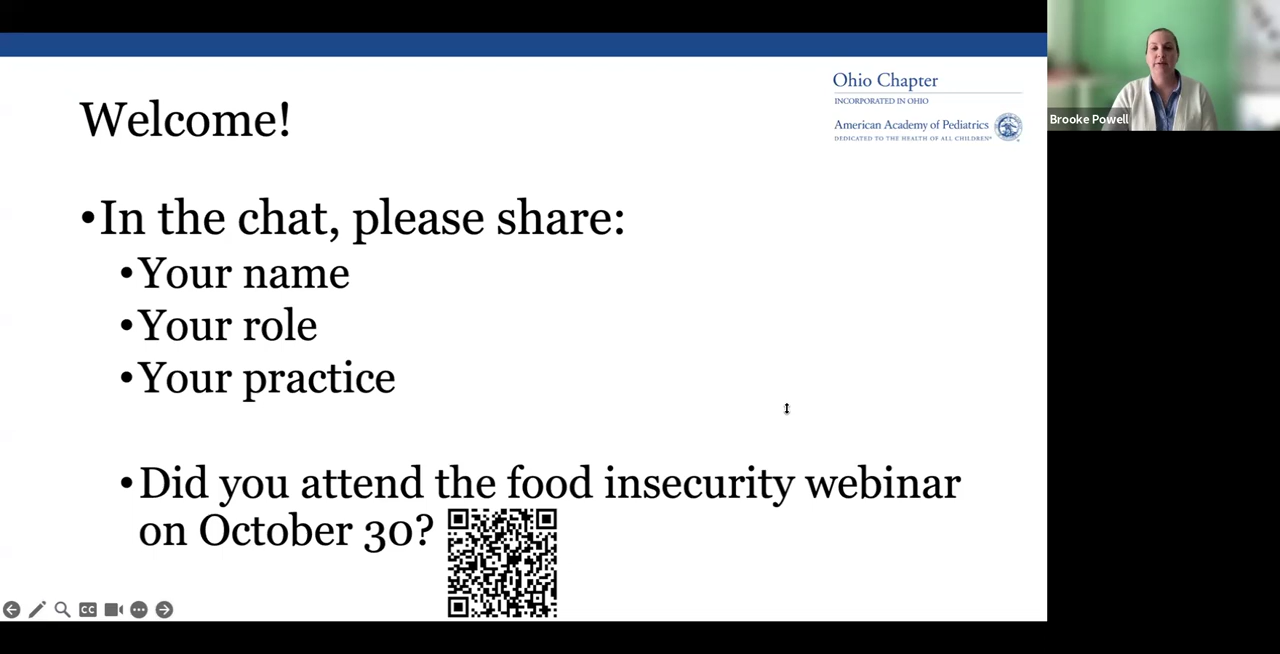 Welcome!
Ohio Chapter
INCORPORATED IN OHIO
American Academy of Pediatrics
DEDICATED TO THE HEALTH OF ALL CHILDREN®
Brooke Powell
•In the chat, please share:
•Your name
•Your role
•Your practice
•Did you attend the food insecurity webinar
on October 30?
CC